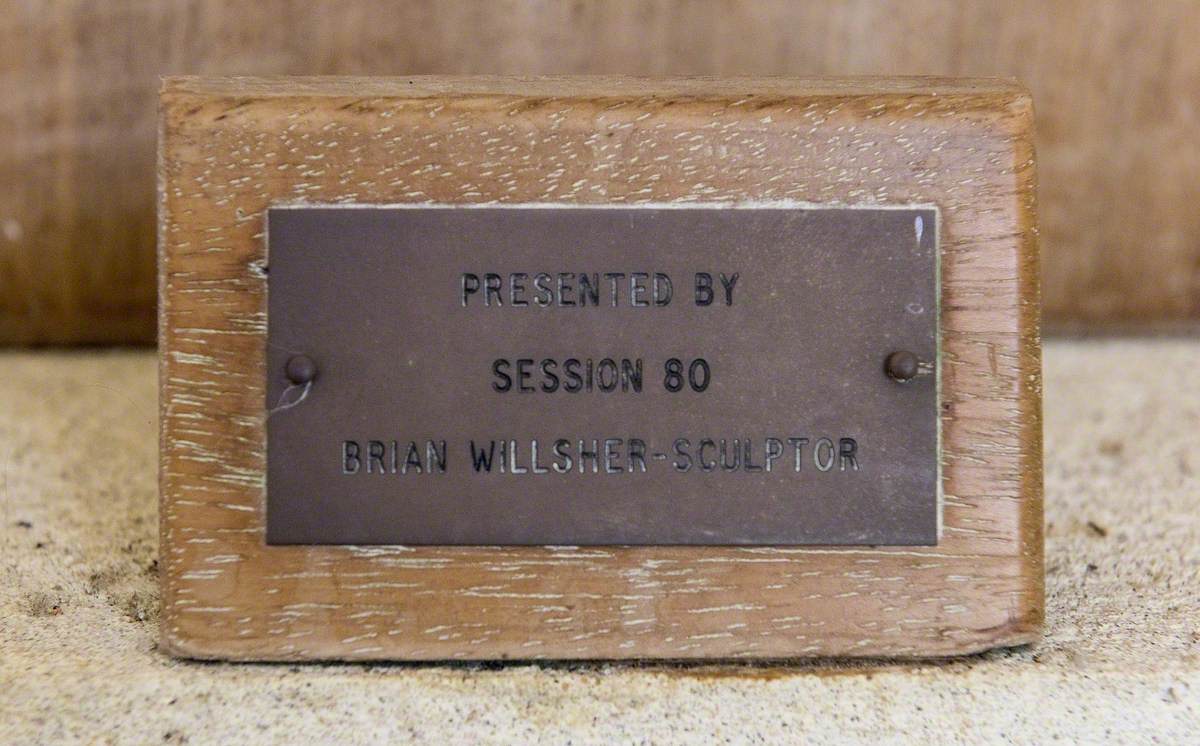 PRESENTED BY
SESSION 80
BRIAN WILLSHER-SCULPTOR